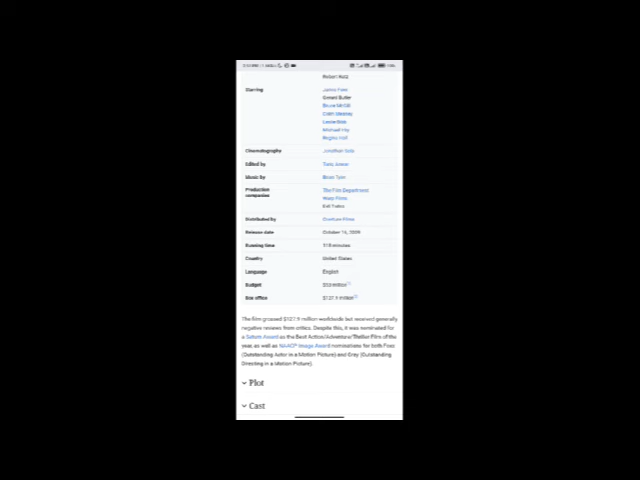 Starring
Jamie Foxx
Gerard Butler
Bruce McGill
Colm Meaney
Leslie Bibb
Michael Irby
Regina Hall
Cinematography
Jonathan Sela
Edited by
Tariq Anwar
Music by
Brian Tyler
Production companies
The Film Department
Warp Films
Evil Twins
Distributed by
Overture Films
Release date
October 16, 2009
Running time
minutes
Country
United States
Language
English
Budget
million
Box office
$127.9 million
The film grossed $127.9 million worldwide but received generally
negative reviews from critics. Despite this, it was nominated for
a Saturn Award as the Best Action/Adventure/Thriller Film of the
year, as well as NAACP Image Award nominations for both Foxx
(Outstanding Actor in a Motion Picture) and Gray (Outstanding
Directing in a Motion Picture).
Plot
Cast